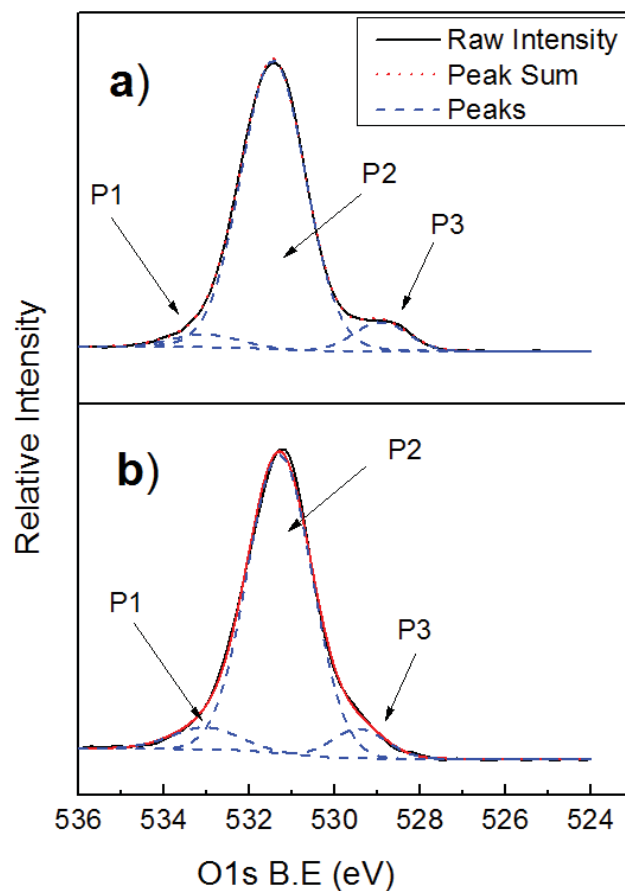 Raw Intensity
Peak Sum
Peaks
a)
P1
P2
P3
Relative Intensity
b)
P2
P1
P3
536 534 532 530 528 526 524
O1s B.E (eV)